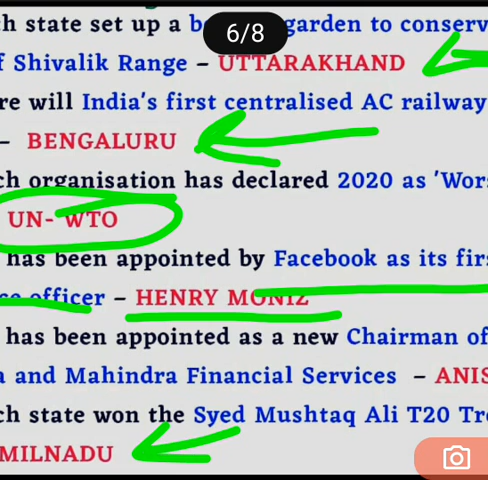 h state set up a b garden to conserv
f Shivalik Range – UTTARAKHAND
re will India's first centralised AC railway
– BENGALURU
ch organisation has declared 2020 as 'Wor
UN- WTO
has been appointed by Facebook as its firs
ce officer – HENRY MONIZ
has been appointed as a new Chairman of
a and Mahindra Financial Services – ANIS
ch state won the Syed Mushtaq Ali T20 Tr
MILNADU
6/8